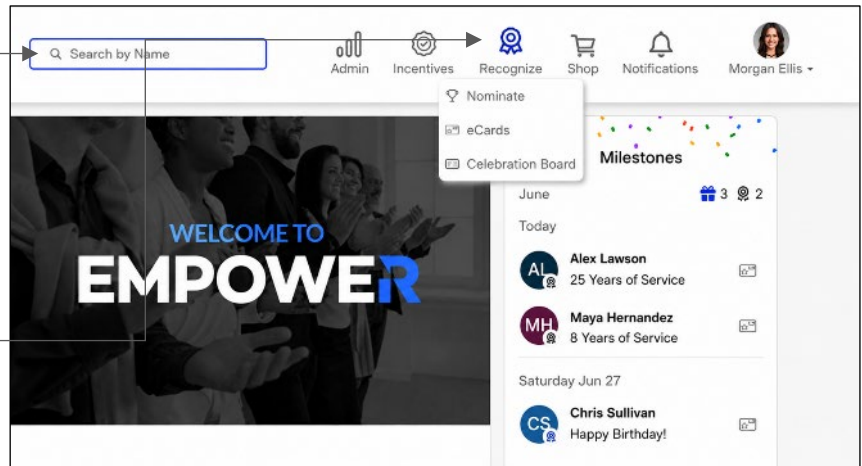 Search by Name
Admin
Incentives
Recognize
Shop
Notifications
Morgan Ellis
Nominate
eCards
Celebration Board
WELCOME TO
EMPOWER
Milestones
June
3
2
Today
AL
Alex Lawson
25 Years of Service
MH
Maya Hernandez
8 Years of Service
Saturday Jun 27
CS
Chris Sullivan
Happy Birthday!